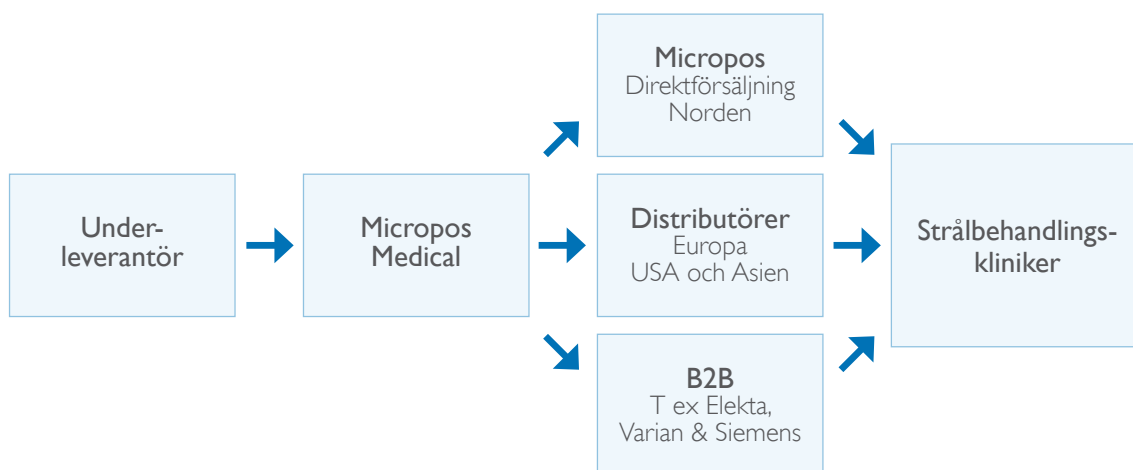 Under-
leverantör
Micropos
Medical
Micropos
Direktförsäljning
Norden
Distributörer
Europa
USA och Asien
B2B
T ex Elekta,
Varian & Siemens
Strålbehandlings-
kliniker